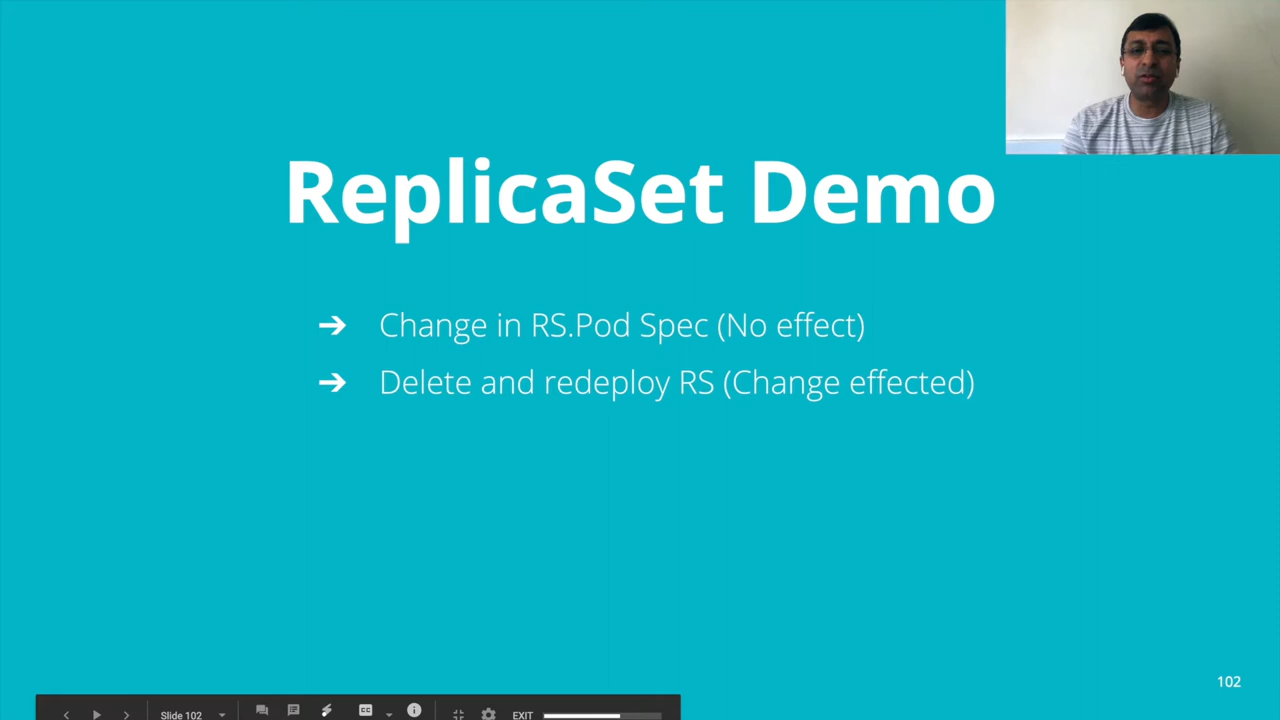 ReplicaSet Demo
➔ Change in RS.Pod Spec (No effect)
➔ Delete and redeploy RS (Change effected)
102
Slide 102
CC
EXIT